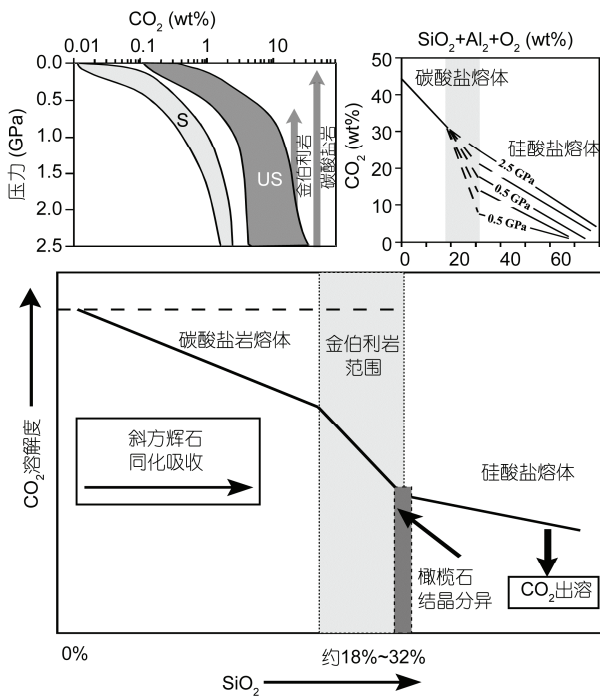 CO₂ (wt%)
0.01 0.1 1 10
0.0
0.5
1.0
1.5
2.0
2.5
压力 (GPa)
S
US
金伯利岩
碳酸盐岩
SiO₂+Al₂+O₂ (wt%)
50
40
30
20
10
0
CO₂ (wt%)
碳酸盐熔体
硅酸盐熔体
2.5 GPa
0.5 GPa
0.5 GPa
0 20 40 60
CO₂溶解度
碳酸盐岩熔体
金伯利岩
范围
斜方辉石
同化吸收
硅酸盐熔体
橄榄石
结晶分异
CO₂出溶
0%
约18%~32%
SiO₂